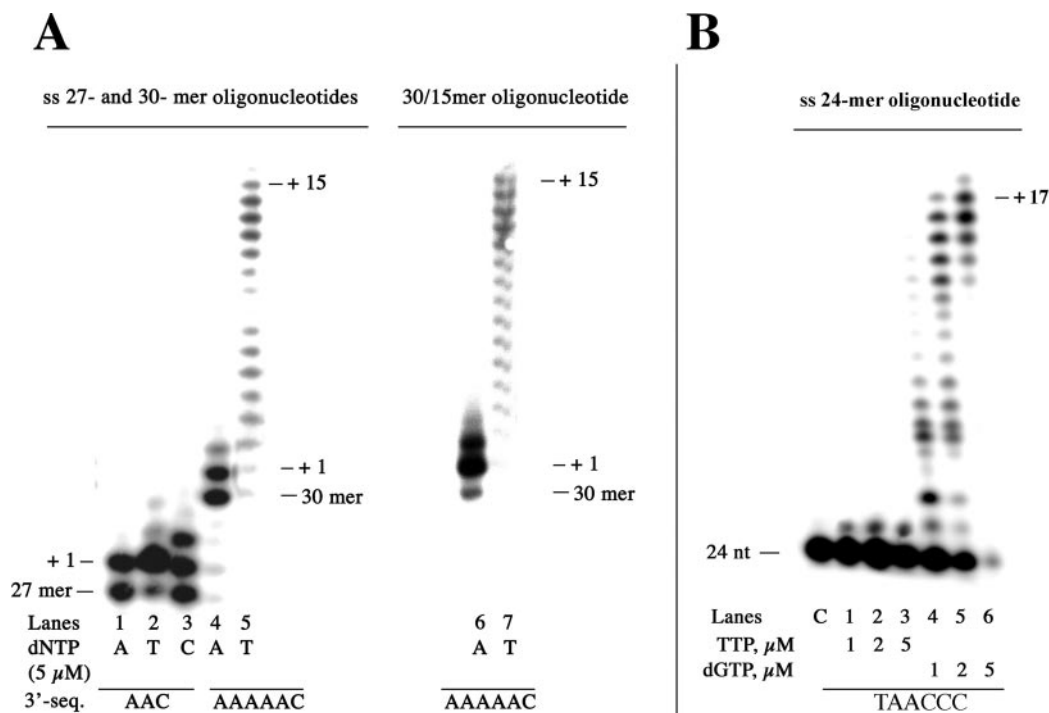 A
B
ss 27- and 30- mer oligonucleotides
30/15mer oligonucleotide
ss 24-mer oligonucleotide
– + 15
– + 15
– + 17
– + 1
– + 1
– 30 mer
– 30 mer
+ 1 –
27 mer –
24 nt —
Lanes 1 2 3 4 5 6 7
dNTP A T C A T A T
(5 µM)
3'-seq. AAC AAAAAC AAAAAC
Lanes C 1 2 3 4 5 6
TTP, µM 1 2 5
dGTP, µM 1 2 5
TAACCC